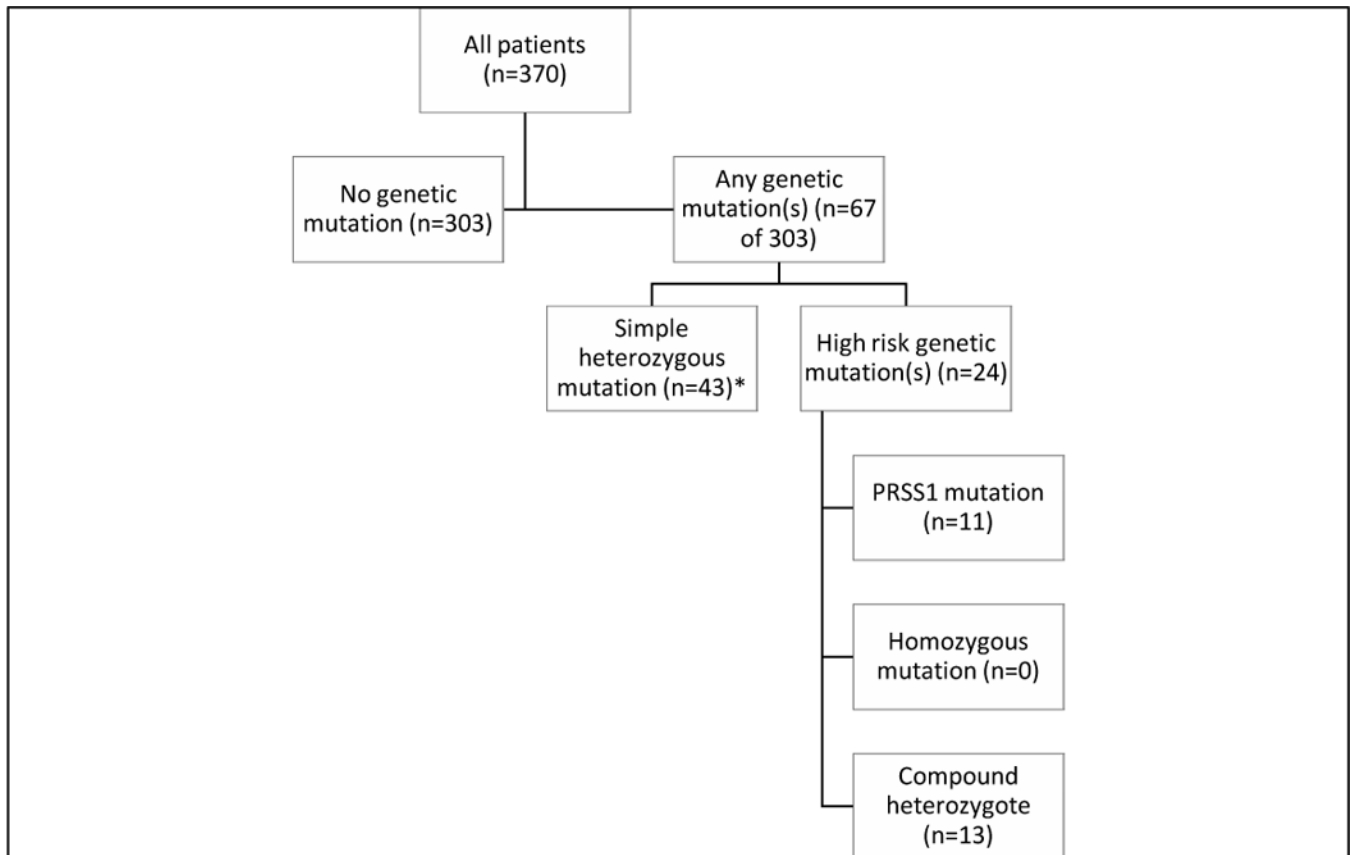 All patients
(n=370)
No genetic
mutation (n=303)
Any genetic
mutation(s) (n=67
of 303)
Simple
heterozygous
mutation (n=43)*
High risk genetic
mutation(s) (n=24)
PRSS1 mutation
(n=11)
Homozygous
mutation (n=0)
Compound
heterozygote
(n=13)